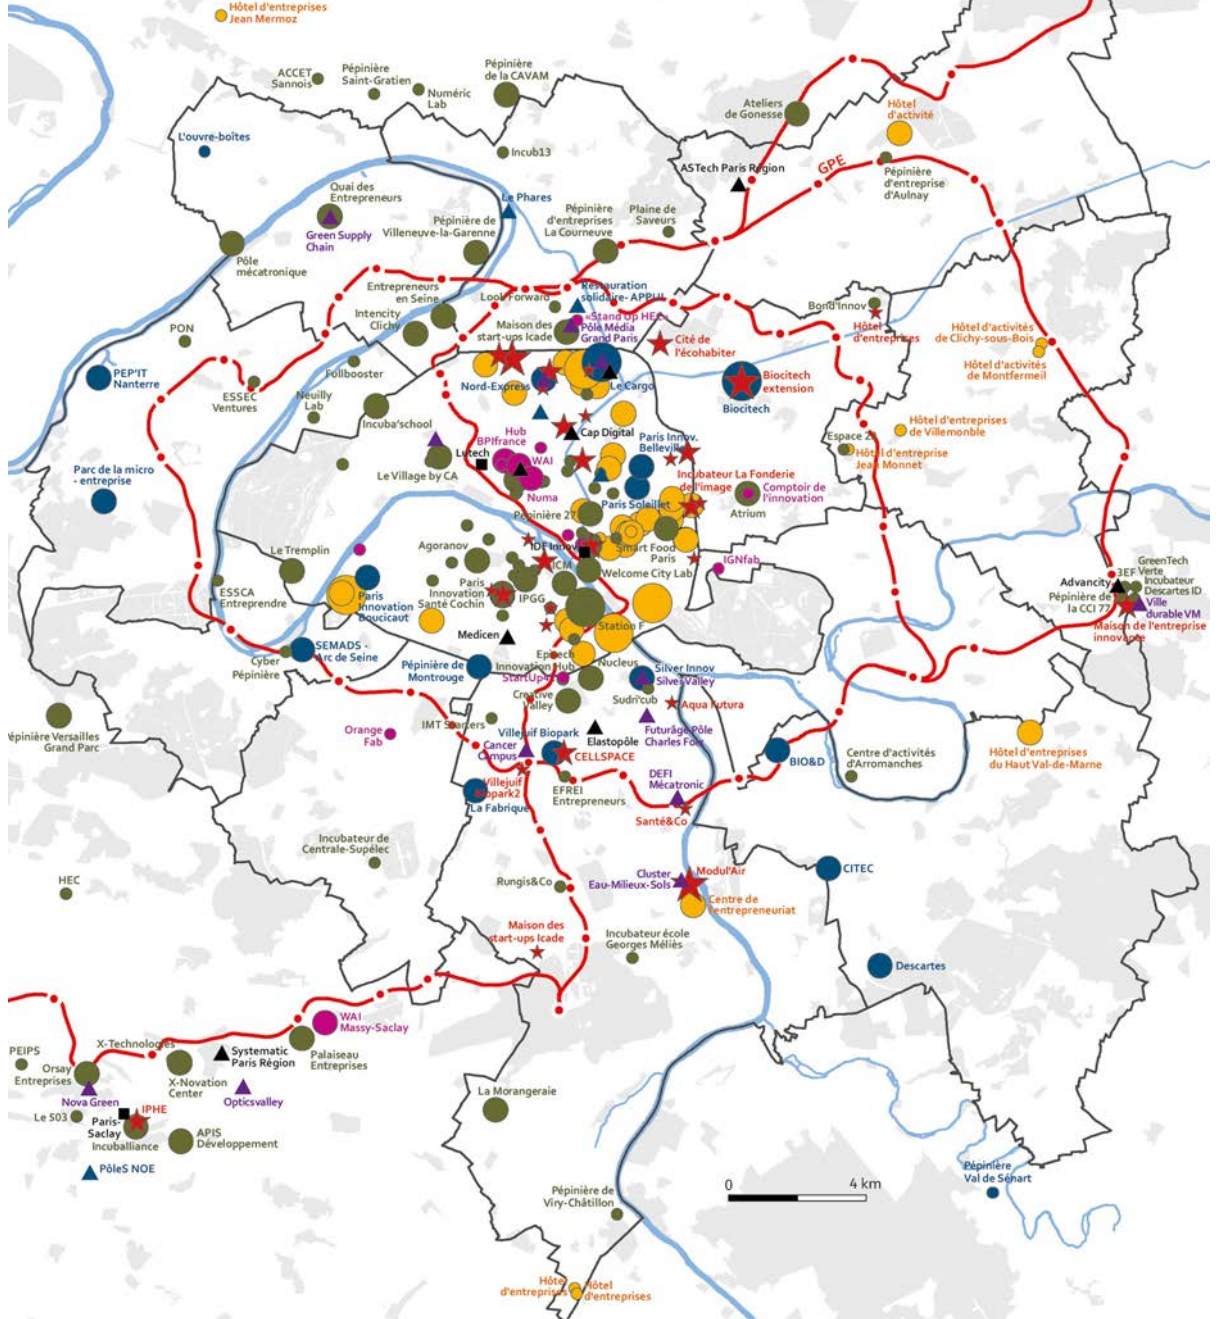 Hôtel d'entreprises
Jean Mermoz
ACCET
Sannois
Pépinière
Saint-Gratien
Numéric
Lab
Pépinière
de la CAVAM
Ateliers
de Gonesse
Hôtel
d'activité
L'ouvre-boîtes
Incub13
GPE
ASTech Paris Région
Pépinière
d'entreprise
d'Aulnay
Quai des
Entrepreneurs
Green Supply
Chain
Le Phares
Pépinière de
Villeneuve-la-Garenne
Pépinière
d'entreprises
La Courneuve
Plaine de
Saveurs
Pôle
mécatronique
Entrepreneurs
en Seine
Look Forward
Restauration
solidaire- APPUI
«Stand Up HEC»
Pôle Média
Grand Paris
Intencity
Clichy
Maison des
start-ups Icade
Cité de
l'écohabiter
Bond'Innov
Hôtel
d'entreprises
Hôtel d'activités
de Clichy-sous-Bois
Hôtel d'activités
de Montfermeil
PON
PEP'IT
Nanterre
ESSEC
Ventures
Fullbooster
Neuilly
Lab
Incuba'school
Nord-Express
Le Cargo
Biocitech
extension
Biocitech
Hub
BPIfrance
Lutech
WAI
Numa
Cap Digital
Paris Innov.
Belleville
Hôtel d'entreprises
de Villemonble
Hôtel d'entreprise
Jean Monnet
Le Village by CA
Parc de la micro
- entreprise
Incubateur La Fonderie
de l'image
Paris Soleillet
Comptoir de
l'innovation
Atrium
Pépinière 27
Le Tremplin
Agoranov
IDF Innov
Smart Food
Paris
ICM
Welcome City Lab
IGNfab
ESSCA
Entreprendre
Paris
Innovation
Boucicaut
Paris
Innovation
Santé Cochin
IPGG
Station F
Medicen
Advancity
3EF
GreenTech
Verte
Incubateur
Descartes ID
Pépinière de
la CCI 77
Ville
durable VM
Maison de l'entreprise
innovante
SEMADS -
Arc de Seine
Cyber
Pépinière
Pépinière de
Montrouge
Epitech
Innovation Hub
Nucleus
Creative
Valley
Silver Innov
Silver Valley
Sudri'cub
Aqua Futura
Pépinière Versailles
Grand Parc
Orange
Fab
IMT Starters
Villejuif Biopark
Cancer
Campus
CELLSPACE
Elastopôle
Futurâge-Pôle
Charles Foix
Villejuif
Biopark2
La Fabrique
EFREI
Entrepreneurs
DEFI
Mécatronic
Santé&Co
BIO&D
Centre d'activités
d'Arromanches
Hôtel d'entreprises
du Haut Val-de-Marne
Incubateur de
Centrale-Supélec
HEC
Rungis&Co
Cluster
Eau-Milieux-Sols
Modul'Air
Centre de
l'entrepreneuriat
CITEC
Maison des
start-ups Icade
Incubateur école
Georges Méliès
Descartes
WAI
Massy-Saclay
PEIPS
X-Technologies
Orsay
Entreprises
Systematic
Paris Région
Palaiseau
Entreprises
X-Novation
Center
Nova Green
Opticsvalley
Le 503
Paris-
Saclay
IPHE
Incuballiance
APIS
Développement
PôleS NOE
La Morangeraie
Pépinière
Val de Sénart
0
4 km
Pépinière de
Viry-Châtillon
Hôtel
d'entreprises
Hôtel
d'entreprises